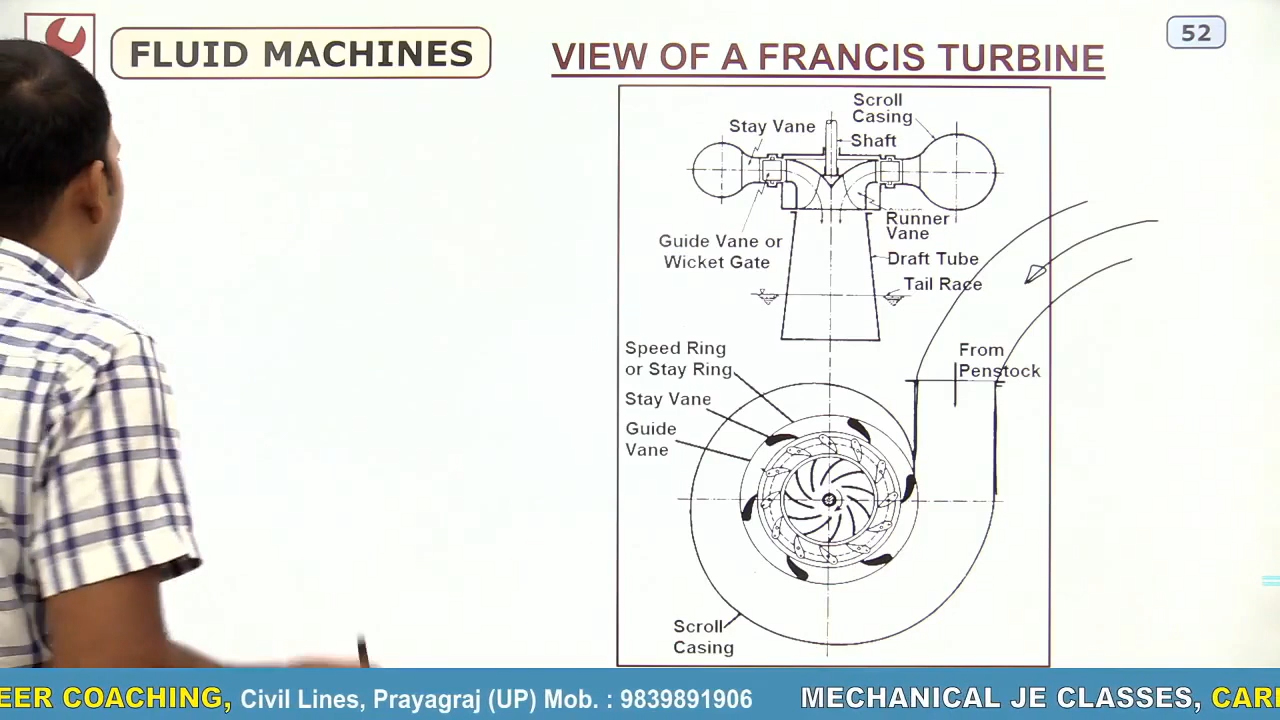 FLUID MACHINES
VIEW OF A FRANCIS TURBINE
52
Scroll
Casing
Stay Vane
Shaft
Runner
Vane
Guide Vane or
Wicket Gate
Draft Tube
Tail Race
Speed Ring
or Stay Ring
From
Penstock
Stay Vane
Guide
Vane
Scroll
Casing
EER COACHING, Civil Lines, Prayagraj (UP) Mob. : 9839891906 MECHANICAL JE CLASSES,